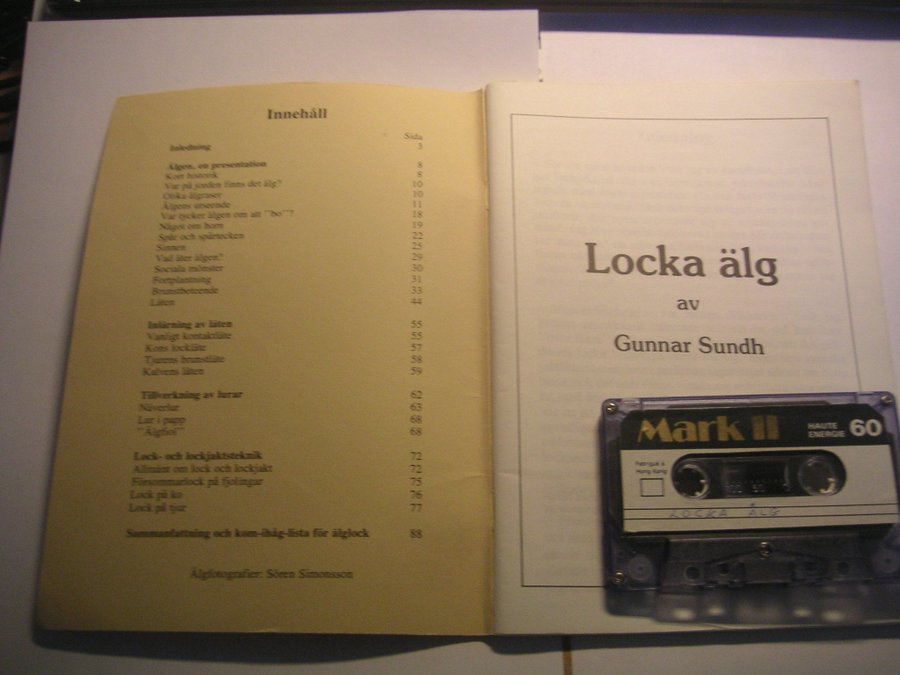 Innehåll
Sida
Inledning 3
Älgen, en presentation 8
Kort historik 8
Var på jorden finns det älg? 10
Olika älgraser 10
Älgens utseende 11
Var tycker älgen om att "bo"? 18
Något om horn 19
Spår och spårtecken 22
Sinnen 25
Vad äter älgen? 29
Sociala mönster 30
Fortplantning 31
Brunstbeteende 33
Läten 44
Inlärning av läten 55
Vanligt kontaktläte 55
Kons lockläte 57
Tjurens brunstläte 58
Kalvens läten 59
Tillverkning av lurar 62
Näverlur 63
Lur i papp 68
"Älgfiol" 68
Lock- och lockjaktsteknik 72
Allmänt om lock och lockjakt 72
Försommarlock på fjolingar 75
Lock på ko 76
Lock på tjur 77
Sammanfattning och kom-ihåg-lista för älglock 88
Älgfotografier: Sören Simonsson
Locka älg
av
Gunnar Sundh
Mark II
HAUTE
ENERGIE 60
Fabriqué à
Hong Kong
LOCKA ÄLG